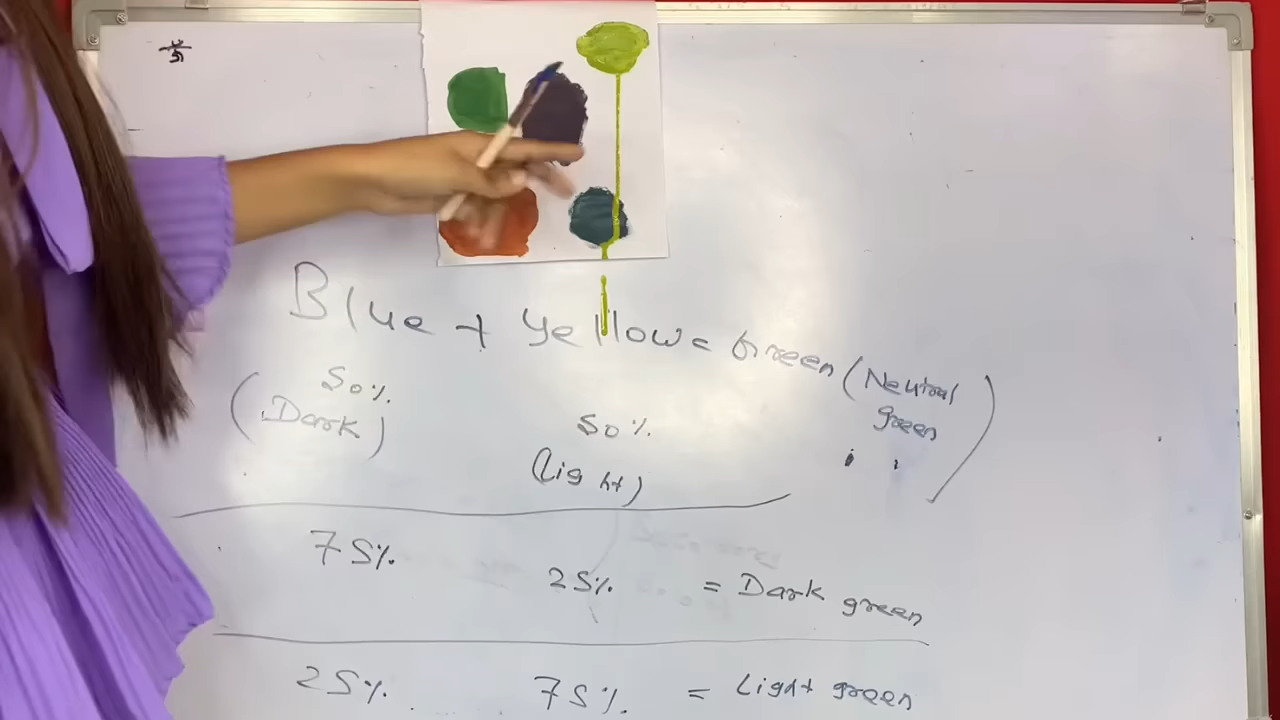 Blue + Yellow = Green (Neutral green)
50% (Dark) 50% (Light)
75% 25% = Dark green
25% 75% = Light green